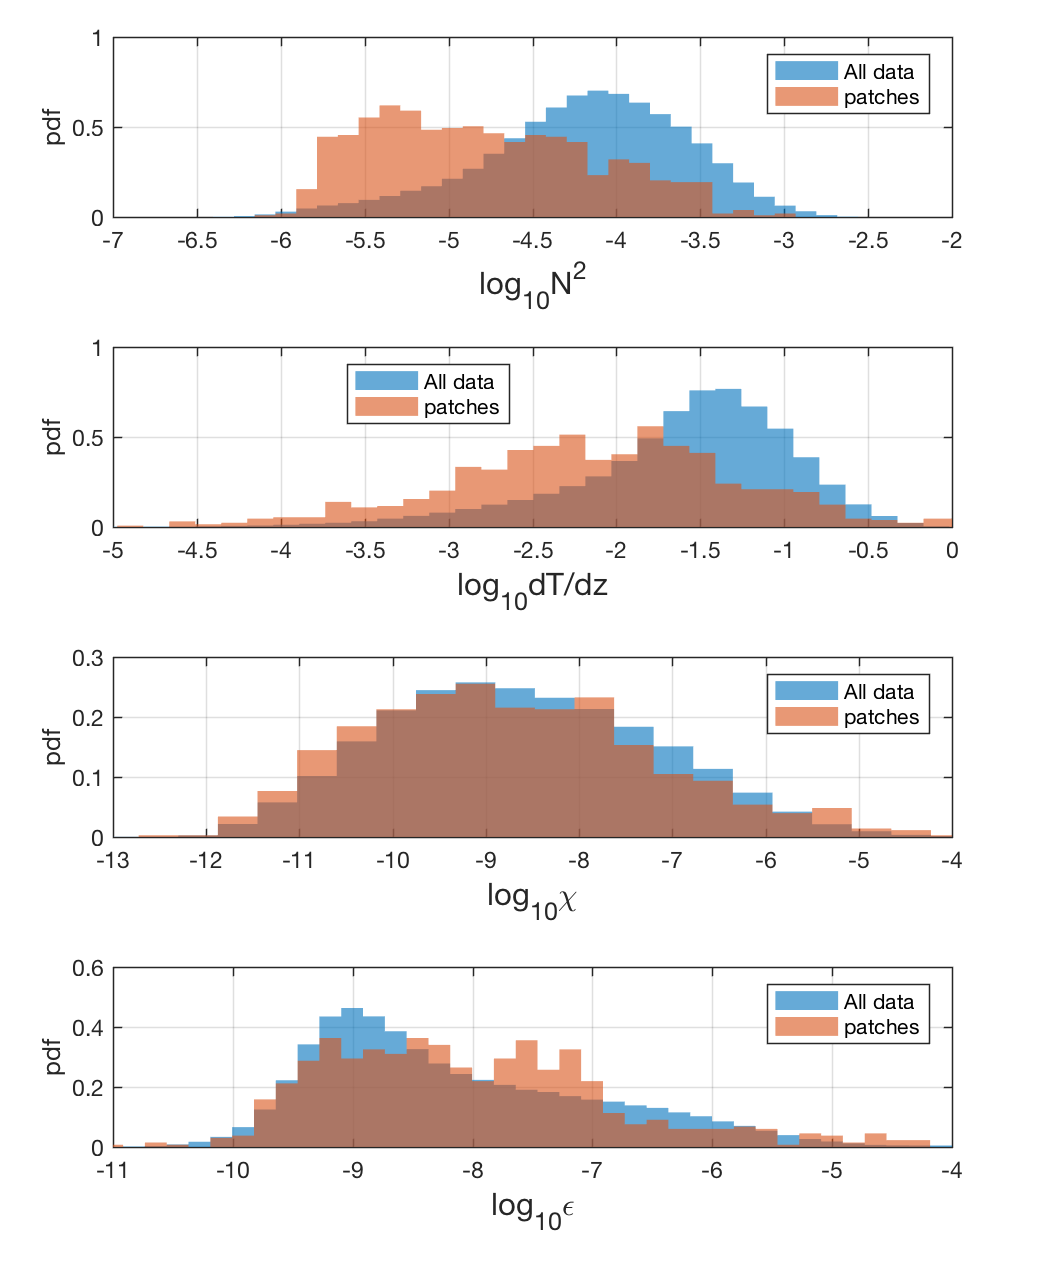 1
0.5
0
pdf
All data
patches
-7 -6.5 -6 -5.5 -5 -4.5 -4 -3.5 -3 -2.5 -2
log10N2
1
0.5
0
pdf
All data
patches
-5 -4.5 -4 -3.5 -3 -2.5 -2 -1.5 -1 -0.5 0
log10dT/dz
0.3
0.2
0.1
0
pdf
All data
patches
-13 -12 -11 -10 -9 -8 -7 -6 -5 -4
log10χ
0.6
0.4
0.2
0
pdf
All data
patches
-11 -10 -9 -8 -7 -6 -5 -4
log10ϵ